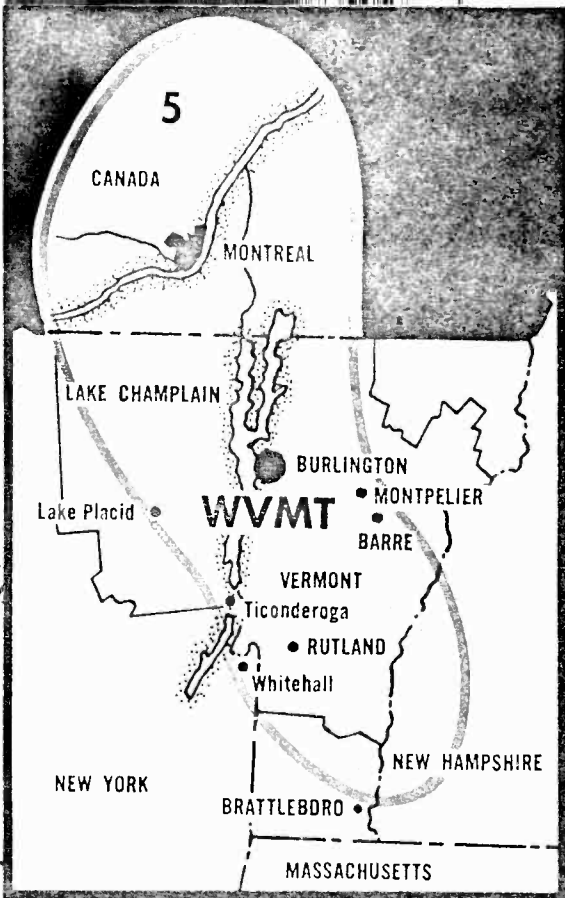 5
CANADA
MONTREAL
LAKE CHAMPLAIN
BURLINGTON
MONTPELIER
Lake Placid
WVMT
BARRE
VERMONT
Ticonderoga
RUTLAND
Whitehall
NEW HAMPSHIRE
NEW YORK
BRATTLEBORO
MASSACHUSETTS